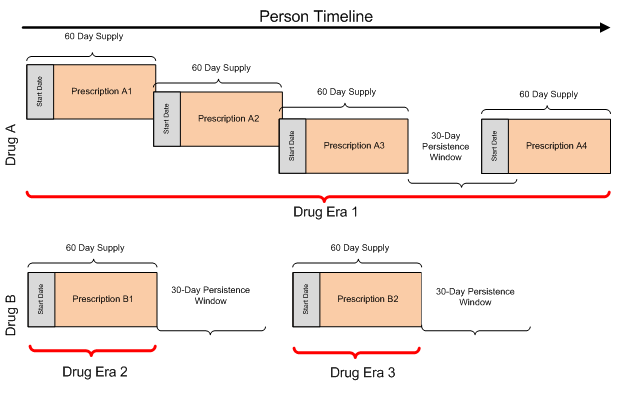 Person Timeline
60 Day Supply
60 Day Supply
60 Day Supply
60 Day Supply
Drug A
Start Date
Prescription A1
Start Date
Prescription A2
Start Date
Prescription A3
30-Day
Persistence
Window
Start Date
Prescription A4
Drug Era 1
60 Day Supply
60 Day Supply
Drug B
Start Date
Prescription B1
30-Day Persistence
Window
Start Date
Prescription B2
30-Day Persistence
Window
Drug Era 2
Drug Era 3